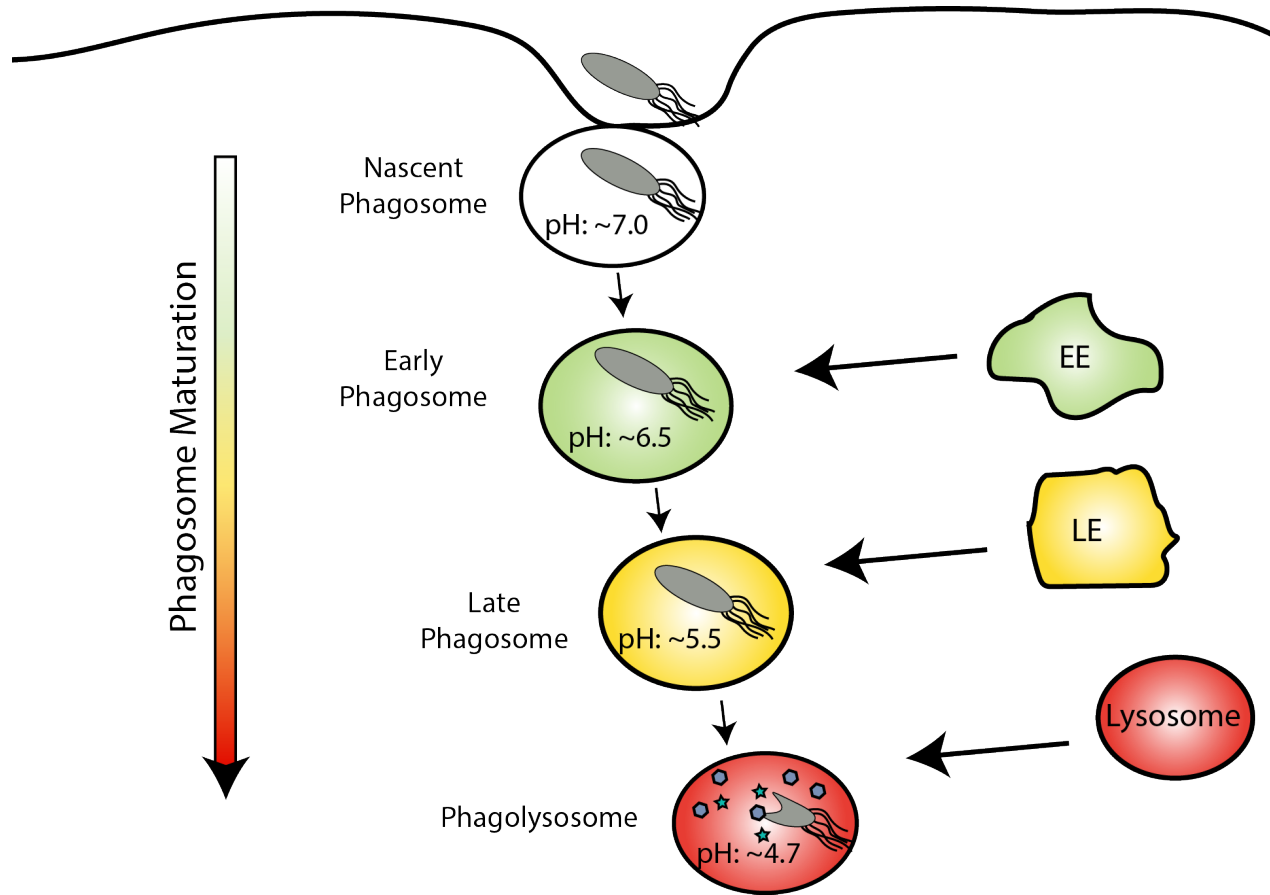 Nascent
Phagosome
pH: ~7.0
Phagosome Maturation
Early
Phagosome
pH: ~6.5
EE
Late
Phagosome
pH: ~5.5
LE
Phagolysosome
pH: ~4.7
Lysosome